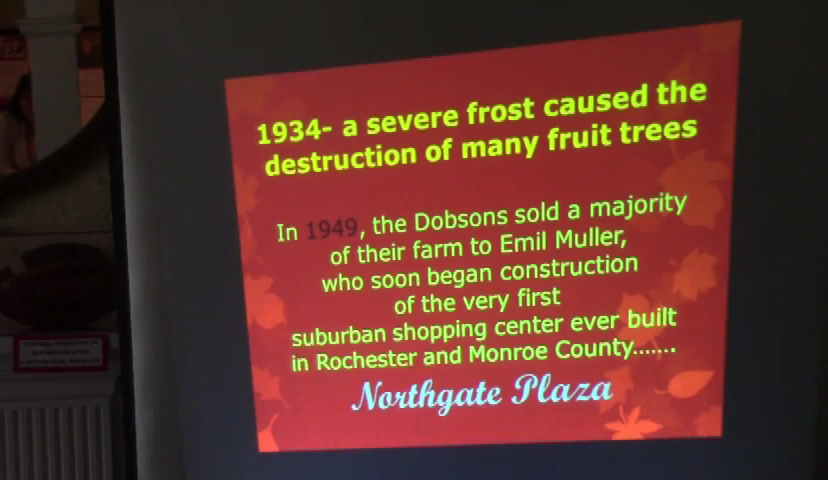 1934- a severe frost caused the
destruction of many fruit trees
In 1949, the Dobsons sold a majority
of their farm to Emil Muller,
who soon began construction
of the very first
suburban shopping center ever built
in Rochester and Monroe County.......
Northgate Plaza